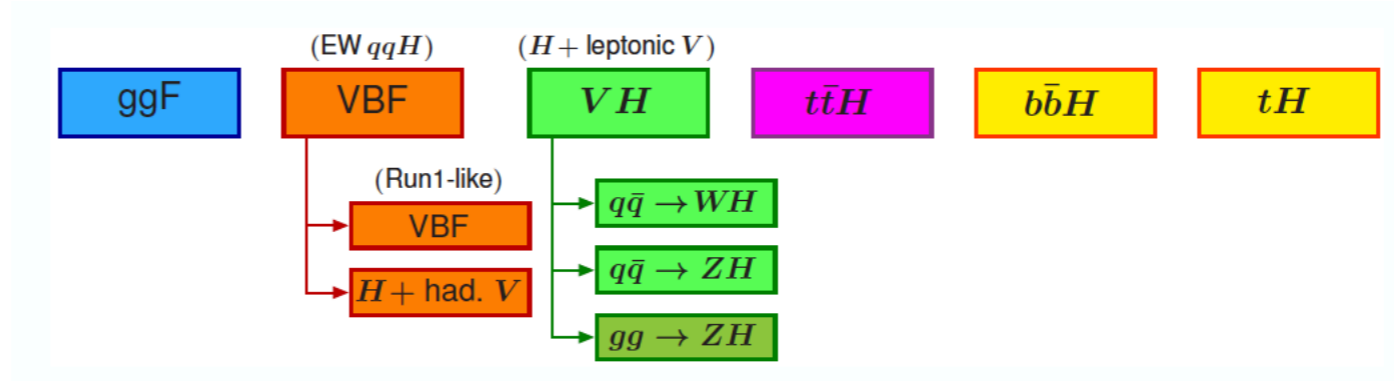 (EW qqH) (H + leptonic V)
ggF VBF VH tt̄H bb̄H tH
(Run1-like)
VBF
H + had. V
qq̄ → WH
qq̄ → ZH
gg → ZH